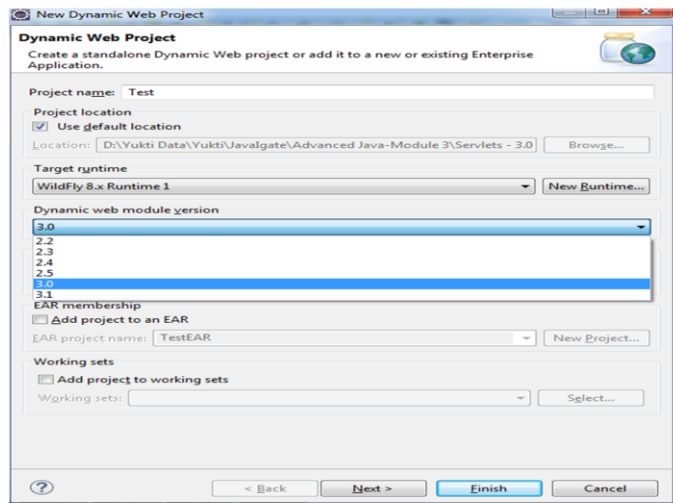 New Dynamic Web Project
Dynamic Web Project
Create a standalone Dynamic Web project or add it to a new or existing Enterprise
Application.
Project name: Test
Project location
Use default location
Location: D:\Yukti Data\Yukti\JavaIgate\Advanced Java-Module 3\Servlets - 3.0 Browse...
Target runtime
WildFly 8.x Runtime 1 New Runtime...
Dynamic web module version
3.0
2.2
2.3
2.4
2.5
3.0
3.1
EAR membership
Add project to an EAR
EAR project name: TestEAR New Project...
Working sets
Add project to working sets
Working sets: Select...
? < Back Next > Finish Cancel